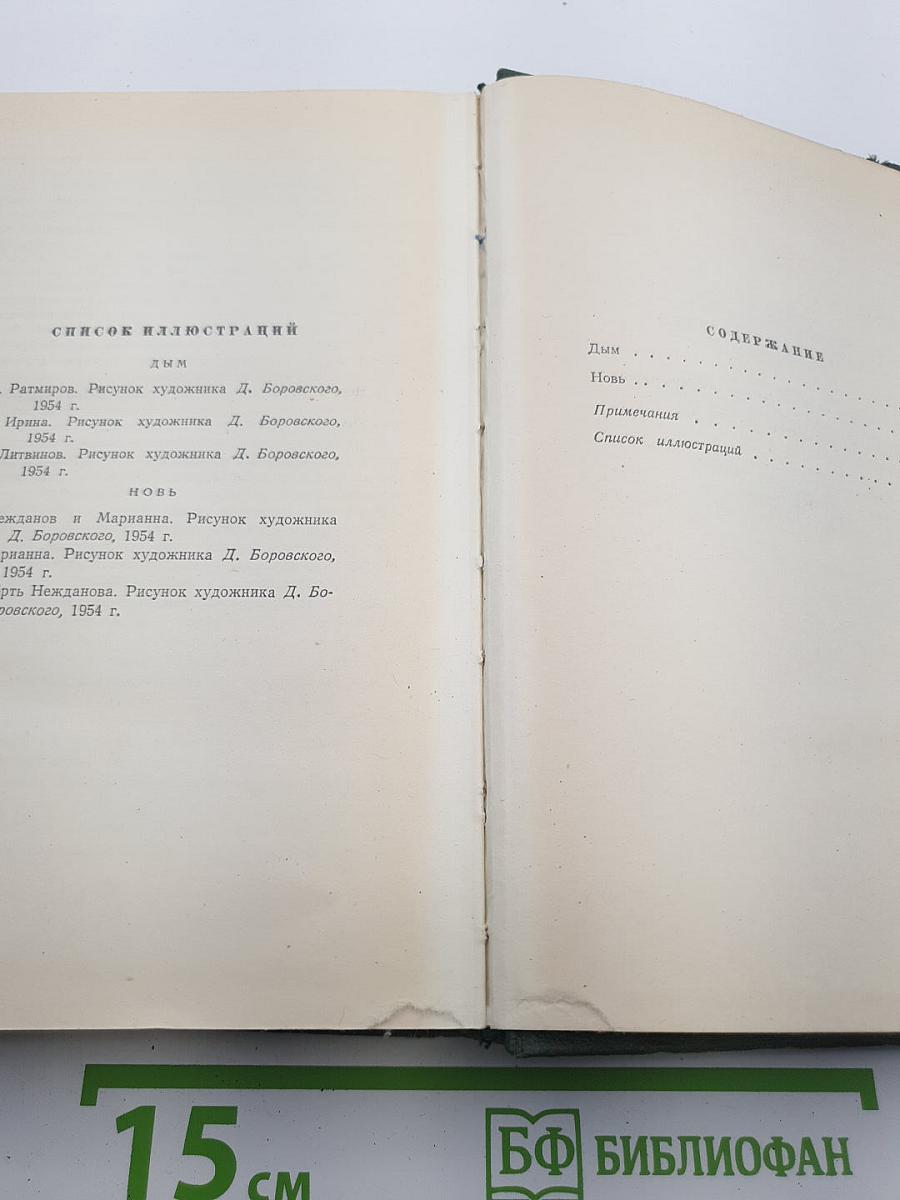 СПИСОК ИЛЛЮСТРАЦИЙ
ДЫМ
Ратмиров. Рисунок художника Д. Боровского,
1954 г.
Ирина. Рисунок художника Д. Боровского,
1954 г.
Литвинов. Рисунок художника Д. Боровского,
1954 г.
НОВЬ
ежданов и Марианна. Рисунок художника
Д. Боровского, 1954 г.
рианна. Рисунок художника Д. Боровского,
1954 г.
рть Нежданова. Рисунок художника Д. Бо-
ровского, 1954 г.
СОДЕРЖАНИЕ
Дым . . . . . . . . . . . . . .
Новь . . . . . . . . . . . . . .
Примечания . . . . . . . . . . .
Список иллюстраций . . . . . . . .
15 см
БФ БИБЛИОФАН